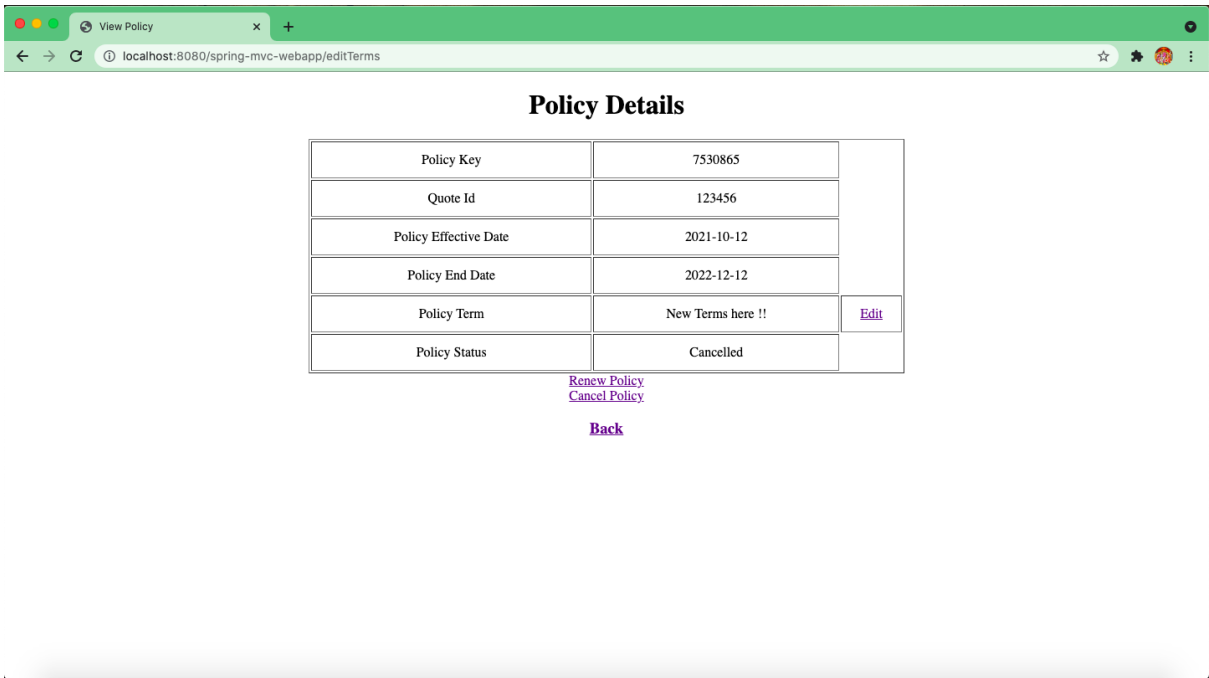 View Policy
localhost:8080/spring-mvc-webapp/editTerms
Policy Details
Policy Key 7530865
Quote Id 123456
Policy Effective Date 2021-10-12
Policy End Date 2022-12-12
Policy Term New Terms here !! Edit
Policy Status Cancelled
Renew Policy
Cancel Policy
Back